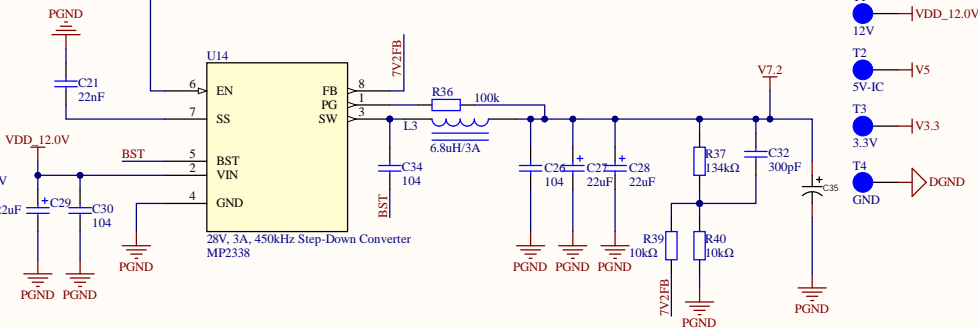 PGND
C21
22nF
VDD_12.0V
BST
C29
C30
104
PGND
PGND
PGND
U14
6
EN
7
SS
5
BST
2
VIN
4
GND
FB
8
PG
1
SW
3
28V, 3A, 450kHz Step-Down Converter
MP2338
7V2FB
R36
100k
L3
6.8uH/3A
C34
104
BST
C26
104
C27
22uF
C28
22uF
PGND
PGND
PGND
V7.2
R37
134kΩ
C32
300pF
C35
R39
10kΩ
R40
10kΩ
7V2FB
PGND
PGND
12V
VDD_12.0V
T2
5V-IC
V5
T3
3.3V
V3.3
T4
GND
DGND